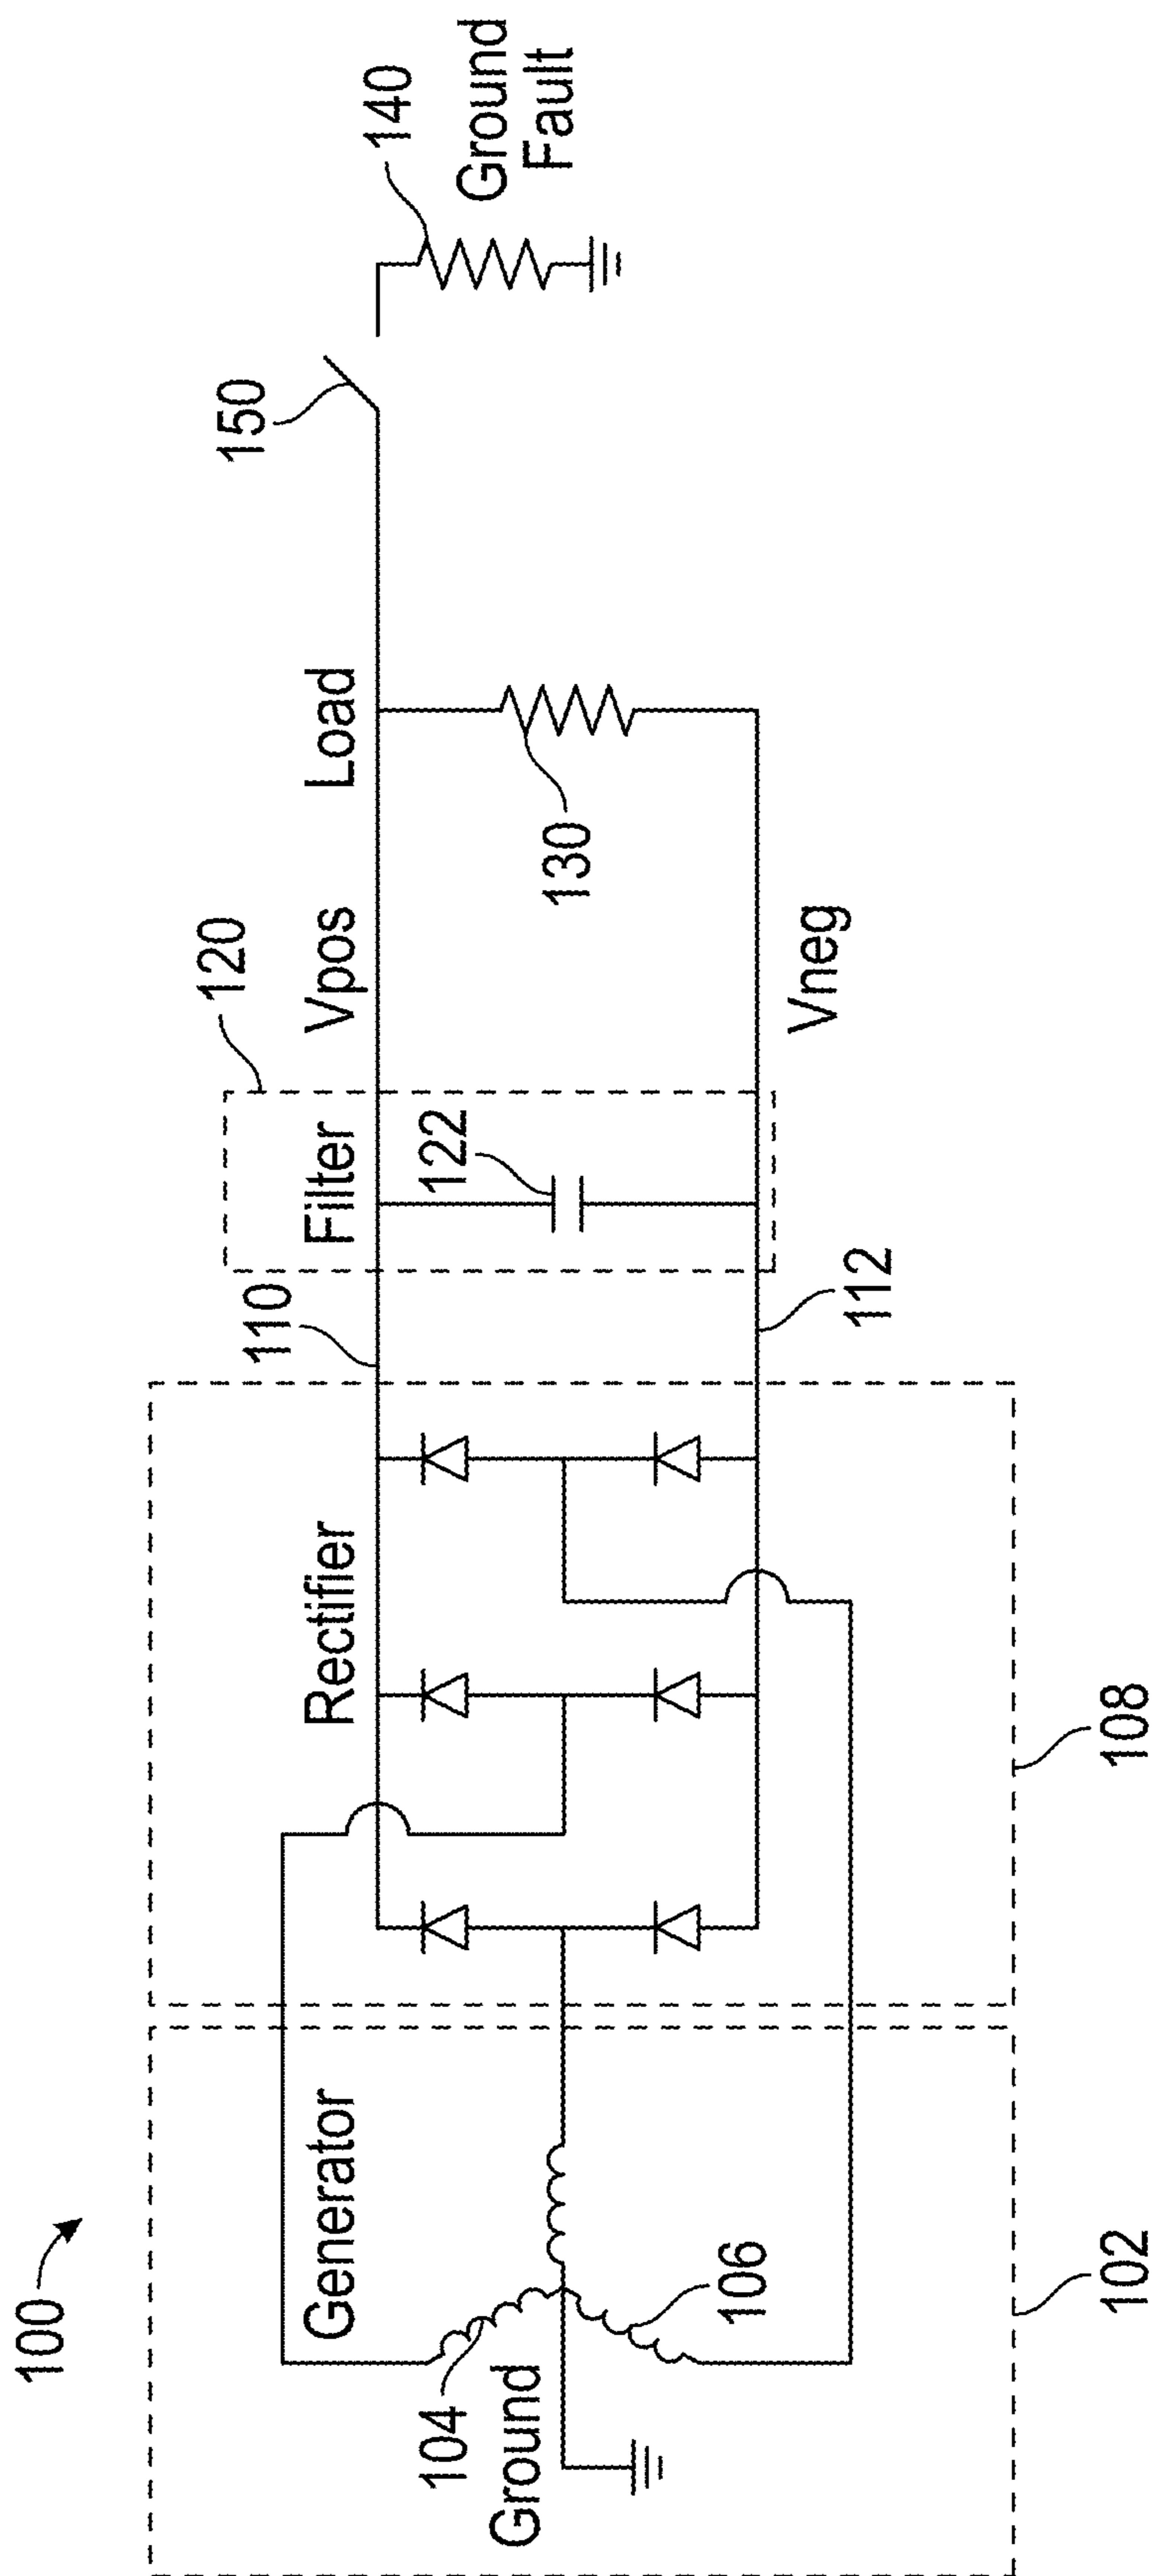 100
Generator
104
Ground
106
102
Rectifier
108
110
112
120
Filter
122
Vpos
Vneg
Load
130
150
140
Ground
Fault